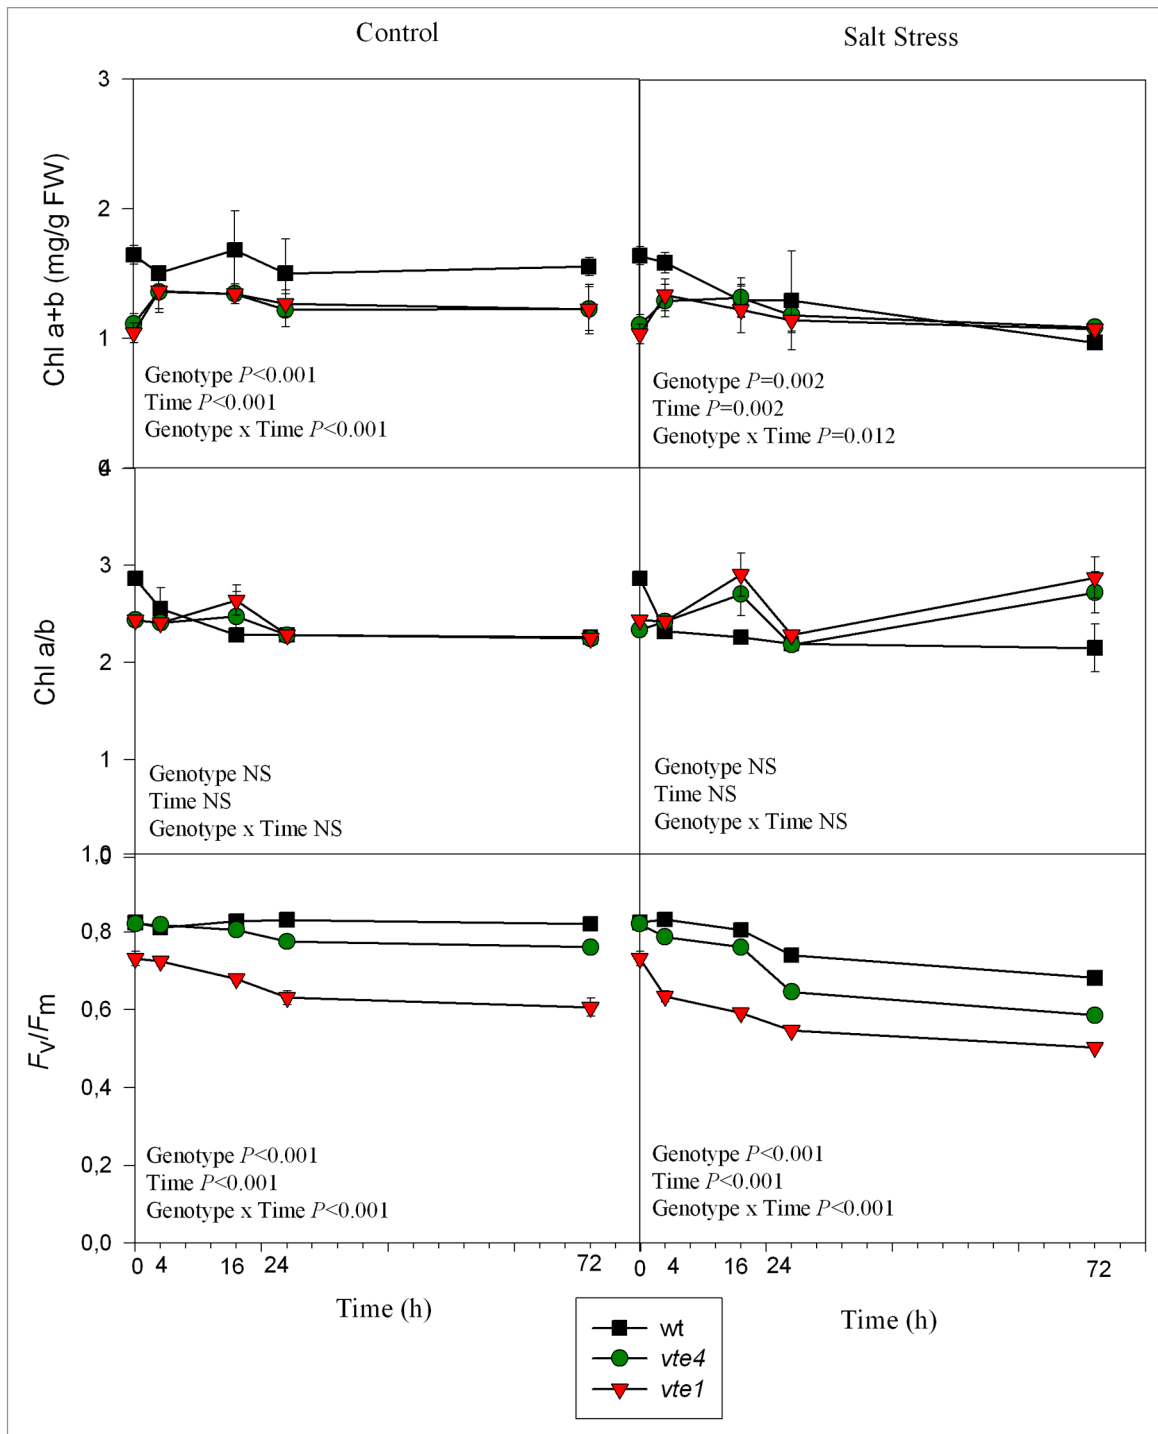 Control
Salt Stress
Chl a+b (mg/g FW)
3
2
1
0
Genotype P<0.001
Time P<0.001
Genotype x Time P<0.001
Genotype P=0.002
Time P=0.002
Genotype x Time P=0.012
Chl a/b
4
3
2
1
0
Genotype NS
Time NS
Genotype x Time NS
Genotype NS
Time NS
Genotype x Time NS
Fv/Fm
1,0
0,8
0,6
0,4
0,2
0,0
Genotype P<0.001
Time P<0.001
Genotype x Time P<0.001
Genotype P<0.001
Time P<0.001
Genotype x Time P<0.001
0 4 16 24 72
0 4 16 24 72
Time (h)
Time (h)
wt
vte4
vte1